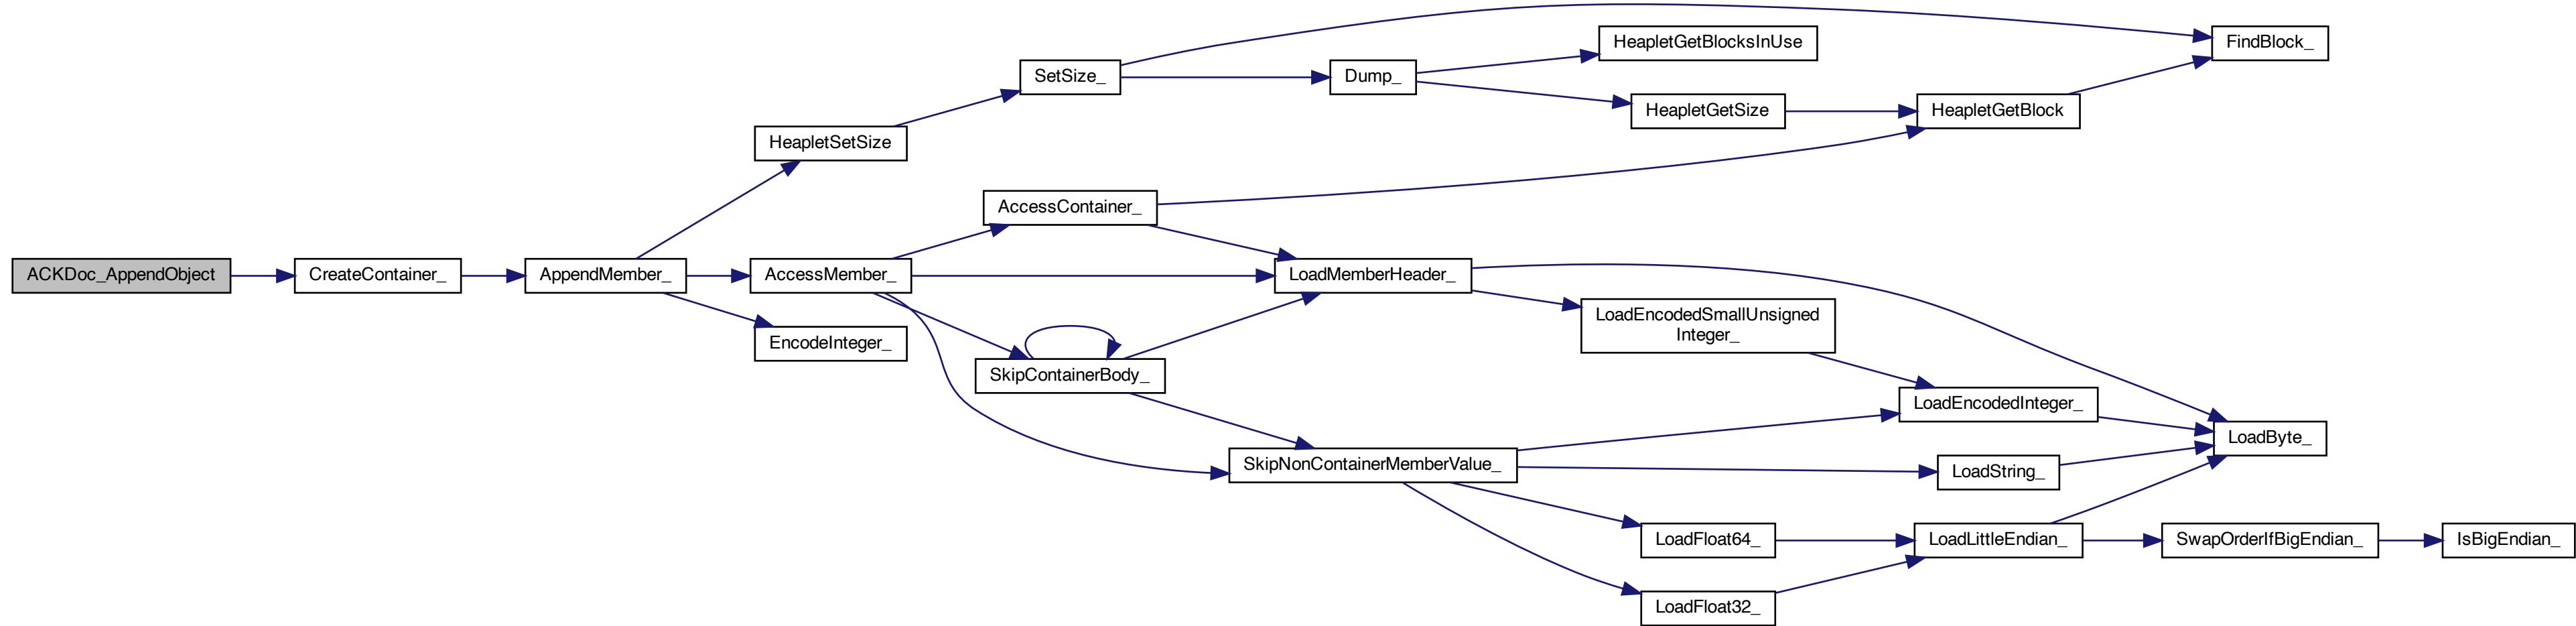 ACKDoc_AppendObject
CreateContainer_
AppendMember_
HeapletSetSize
AccessMember_
EncodeInteger_
SetSize_
AccessContainer_
SkipContainerBody_
Dump_
LoadMemberHeader_
SkipNonContainerMemberValue_
HeapletGetBlocksInUse
HeapletGetSize
LoadEncodedSmallUnsigned
Integer_
LoadFloat64_
LoadFloat32_
HeapletGetBlock
LoadEncodedInteger_
LoadString_
LoadLittleEndian_
FindBlock_
LoadByte_
SwapOrderIfBigEndian_
IsBigEndian_